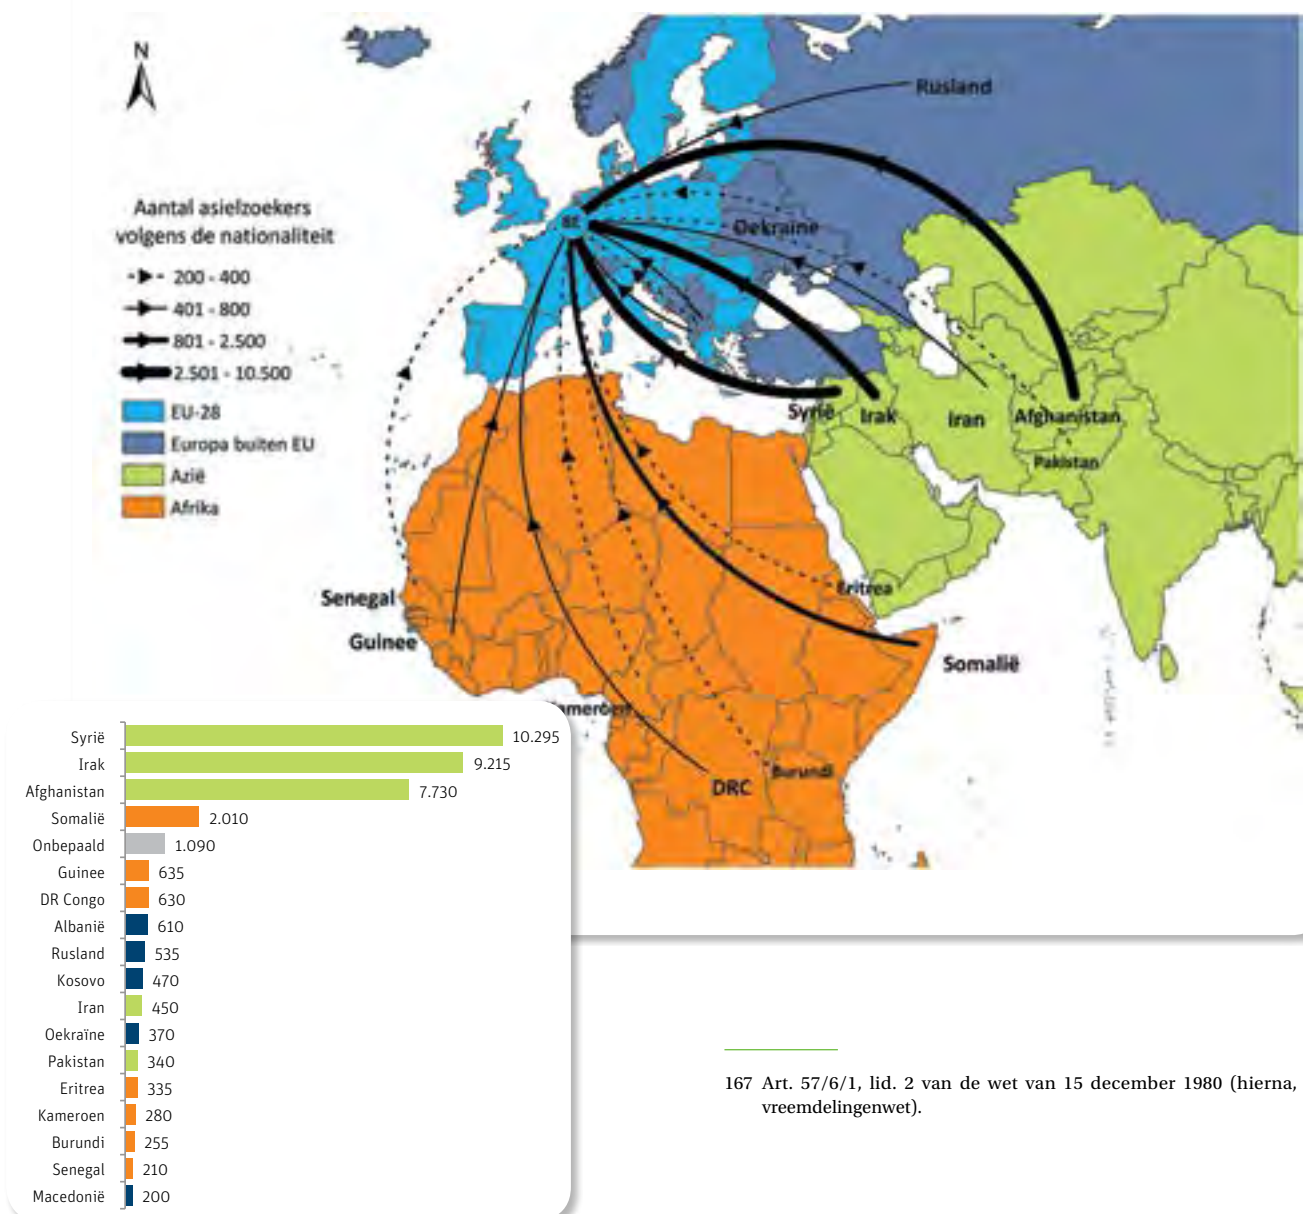 N
Rusland
Aantal asielzoekers
volgens de nationaliteit
200 - 400
401 - 800
801 - 2.500
2.501 - 10.500
EU-28
Europa buiten EU
Azië
Afrika
BE
Oekraïne
Syrië
Irak
Iran
Afghanistan
Pakistan
Eritrea
Senegal
Guinee
Somalië
DRC
Burundi
Syrië 10.295
Irak 9.215
Afghanistan 7.730
Somalië 2.010
Onbepaald 1.090
Guinee 635
DR Congo 630
Albanië 610
Rusland 535
Kosovo 470
Iran 450
Oekraïne 370
Pakistan 340
Eritrea 335
Kameroen 280
Burundi 255
Senegal 210
Macedonië 200
167 Art. 57/6/1, lid. 2 van de wet van 15 december 1980 (hierna,
vreemdelingenwet).